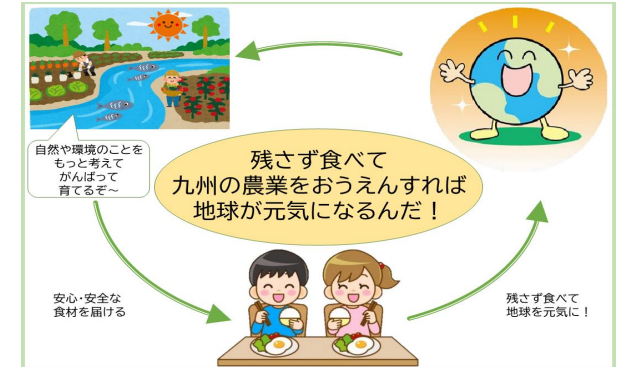 自然や環境のことを
もっと考えて
がんばって
育てるぞ～
残さず食べて
九州の農業をおうえんすれば
地球が元気になるんだ！
安心・安全な
食材を届ける
残さず食べて
地球を元気に！